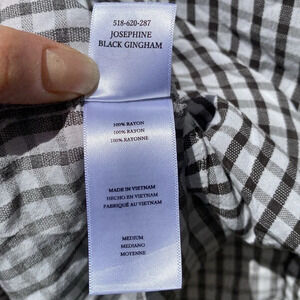 518-620-287
JOSEPHINE
BLACK GINGHAM
100% RAYON
100% RAYON
100% RAYONNE
MADE IN VIETNAM
HECHO EN VIETNAM
FABRIQUÉ AU VIETNAM
MEDIUM
MEDIANO
MOYENNE